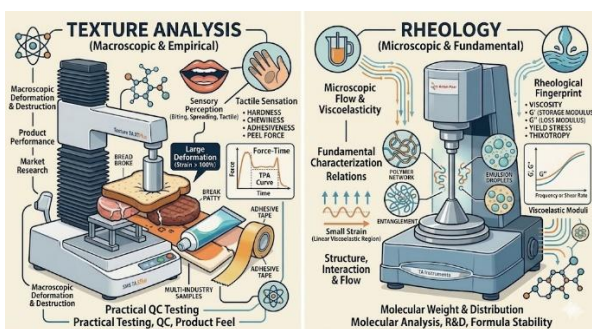 TEXTURE ANALYSIS
(Macroscopic & Empirical)
Macroscopic
Deformation
& Destruction
Product
Performance
Market
Research
Sensory
Perception
(Biting, Spreading, Tactile)
Tactile Sensation
• HARDNESS
• CHEWINESS
• ADHESIVENESS
• PEEL FORCE
BREAD
BROKE
Large
Deformation
(Strain > 100%)
Force-Time
Force
TPA
Curve
Time
BREAK
PATTY
ADHESIVE
TAPE
ADHESIVE
TAPE
MULTI-INDUSTRY
SAMPLES
Macroscopic
Deformation
& Destruction
Practical QC Testing
Practical Testing, QC, Product Feel
RHEOLOGY
(Microscopic & Fundamental)
Microscopic
Flow &
Viscoelasticity
Fundamental
Characterization
Relations
Rheological
Fingerprint
• VISCOSITY
• G' (STORAGE MODULUS)
• G'' (LOSS MODULUS)
• YIELD STRESS
• THIXOTROPY
POLYMER
NETWORK
EMULSION
DROPLETS
ENTANGLEMENT
Small Strain
(Linear Viscoelastic Region)
G', G''
G''
Frequency or Shear Rate
Viscoelastic Moduli
Structure,
Interaction
& Flow
TA Instruments
Molecular Weight & Distribution
Molecular Analysis, R&D, Formula Stability